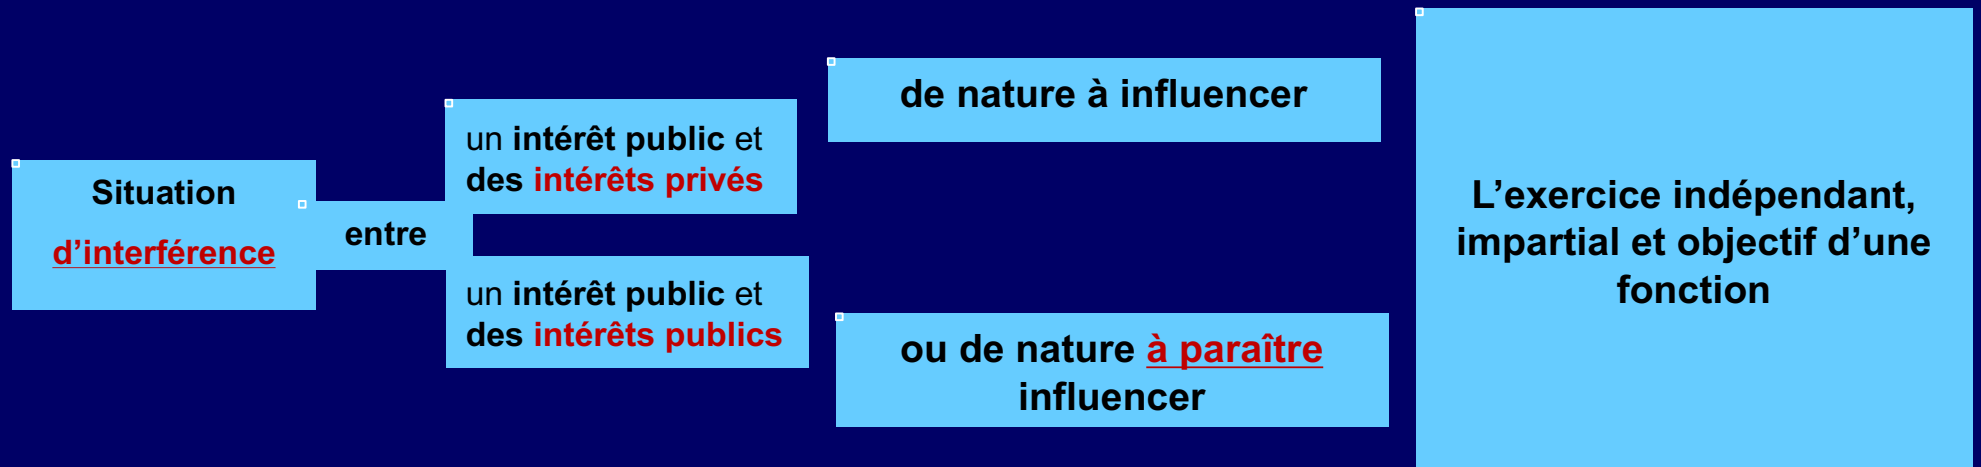 Situation
d’interférence
entre
un intérêt public et
des intérêts privés
un intérêt public et
des intérêts publics
de nature à influencer
ou de nature à paraître
influencer
L’exercice indépendant,
impartial et objectif d’une
fonction